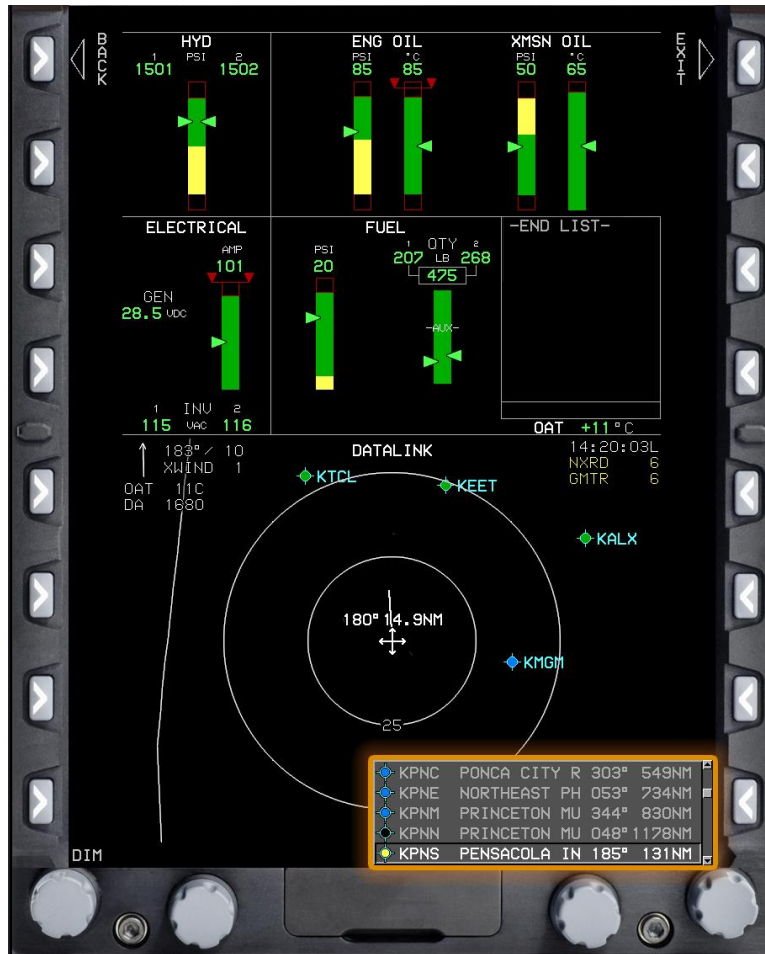 BACK
HYD
1 PSI 2
1501 1502
ENG OIL
PSI °C
85 85
XMSN OIL
PSI °C
50 65
EXIT
ELECTRICAL
AMP
101
GEN
28.5 VDC
1 INV 2
115 VAC 116
FUEL
PSI
20
1 QTY 2
207 LB 268
475
-AUX-
-END LIST-
OAT +11°C
183°/ 10
XWIND 1
OAT 11C
DA 1680
DATALINK
14:20:03L
NXRD 6
GMTR 6
KTCL
KEET
KALX
180° 14.9NM
KMGM
25
KPNC PONCA CITY R 303° 549NM
KPNE NORTHEAST PH 053° 734NM
KPNM PRINCETON MU 344° 830NM
KPNN PRINCETON MU 048° 1178NM
KPNS PENSACOLA IN 185° 131NM
DIM